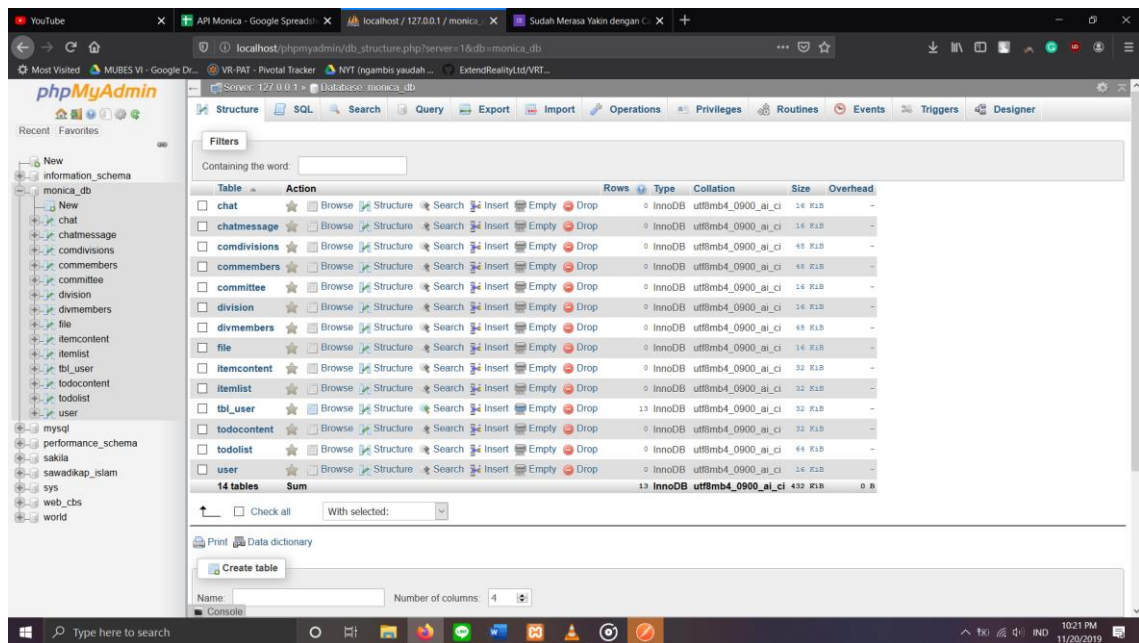 YouTube
API Monica - Google Spreadsh
localhost / 127.0.0.1 / monica_
Sudah Merasa Yakin dengan C
localhost/phpmyadmin/db_structure.php?server=1&db=monica_db
Most Visited MUBES VI - Google Dr... VR-PAT - Pivotal Tracker NYT (ngambis yaudah ... ExtendRealityLtd/VRT...
phpMyAdmin
Recent Favorites
New
information_schema
monica_db
New
chat
chatmessage
comdivisions
commembers
committee
division
divmembers
file
itemcontent
itemlist
tbl_user
todocontent
todolist
user
mysql
performance_schema
sakila
sawadikap_islam
sys
web_cbs
world
Server: 127.0.0.1 » Database: monica_db
Structure SQL Search Query Export Import Operations Privileges Routines Events Triggers Designer
Filters
Containing the word:
Table Action Rows Type Collation Size Overhead
chat Browse Structure Search Insert Empty Drop 0 InnoDB utf8mb4_0900_ai_ci 16 KiB -
chatmessage Browse Structure Search Insert Empty Drop 0 InnoDB utf8mb4_0900_ai_ci 16 KiB -
comdivisions Browse Structure Search Insert Empty Drop 0 InnoDB utf8mb4_0900_ai_ci 48 KiB -
commembers Browse Structure Search Insert Empty Drop 0 InnoDB utf8mb4_0900_ai_ci 48 KiB -
committee Browse Structure Search Insert Empty Drop 0 InnoDB utf8mb4_0900_ai_ci 16 KiB -
division Browse Structure Search Insert Empty Drop 0 InnoDB utf8mb4_0900_ai_ci 16 KiB -
divmembers Browse Structure Search Insert Empty Drop 0 InnoDB utf8mb4_0900_ai_ci 48 KiB -
file Browse Structure Search Insert Empty Drop 0 InnoDB utf8mb4_0900_ai_ci 16 KiB -
itemcontent Browse Structure Search Insert Empty Drop 0 InnoDB utf8mb4_0900_ai_ci 32 KiB -
itemlist Browse Structure Search Insert Empty Drop 0 InnoDB utf8mb4_0900_ai_ci 32 KiB -
tbl_user Browse Structure Search Insert Empty Drop 13 InnoDB utf8mb4_0900_ai_ci 32 KiB -
todocontent Browse Structure Search Insert Empty Drop 0 InnoDB utf8mb4_0900_ai_ci 32 KiB -
todolist Browse Structure Search Insert Empty Drop 0 InnoDB utf8mb4_0900_ai_ci 64 KiB -
user Browse Structure Search Insert Empty Drop 0 InnoDB utf8mb4_0900_ai_ci 16 KiB -
14 tables Sum 13 InnoDB utf8mb4_0900_ai_ci 432 KiB 0 B
Check all With selected:
Print Data dictionary
Create table
Name: Number of columns: 4
Console
Type here to search
IND
10:21 PM
11/20/2019